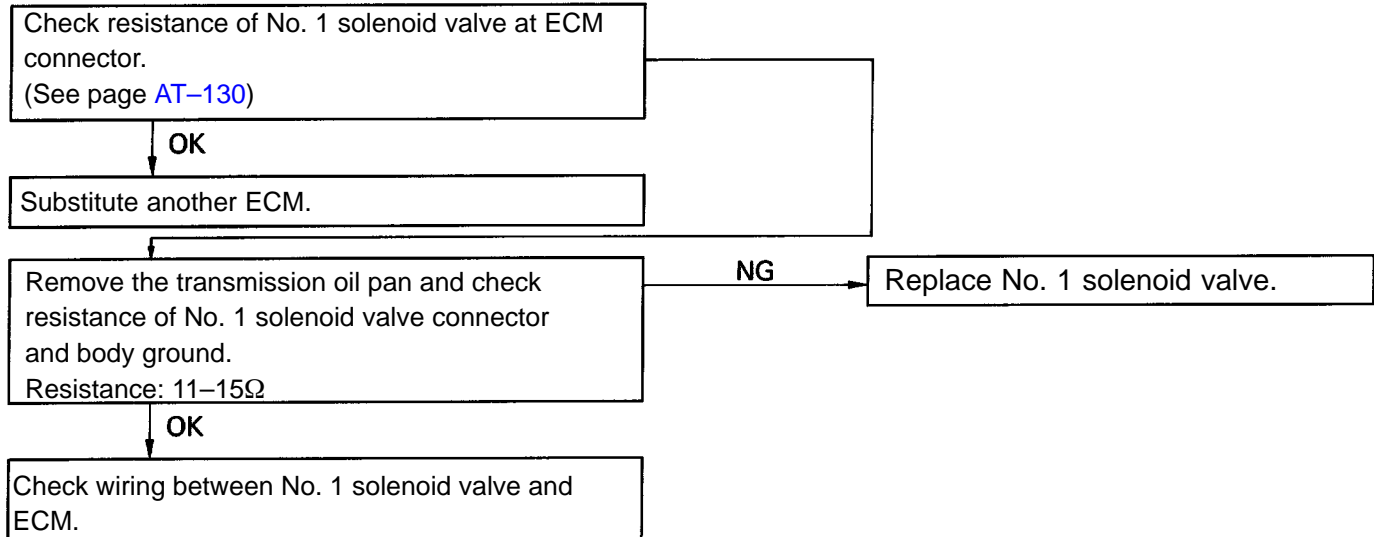 Check resistance of No. 1 solenoid valve at ECM
connector.
(See page AT–130)
OK
Substitute another ECM.
Remove the transmission oil pan and check
resistance of No. 1 solenoid valve connector
and body ground.
Resistance: 11–15Ω
NG
Replace No. 1 solenoid valve.
OK
Check wiring between No. 1 solenoid valve and
ECM.